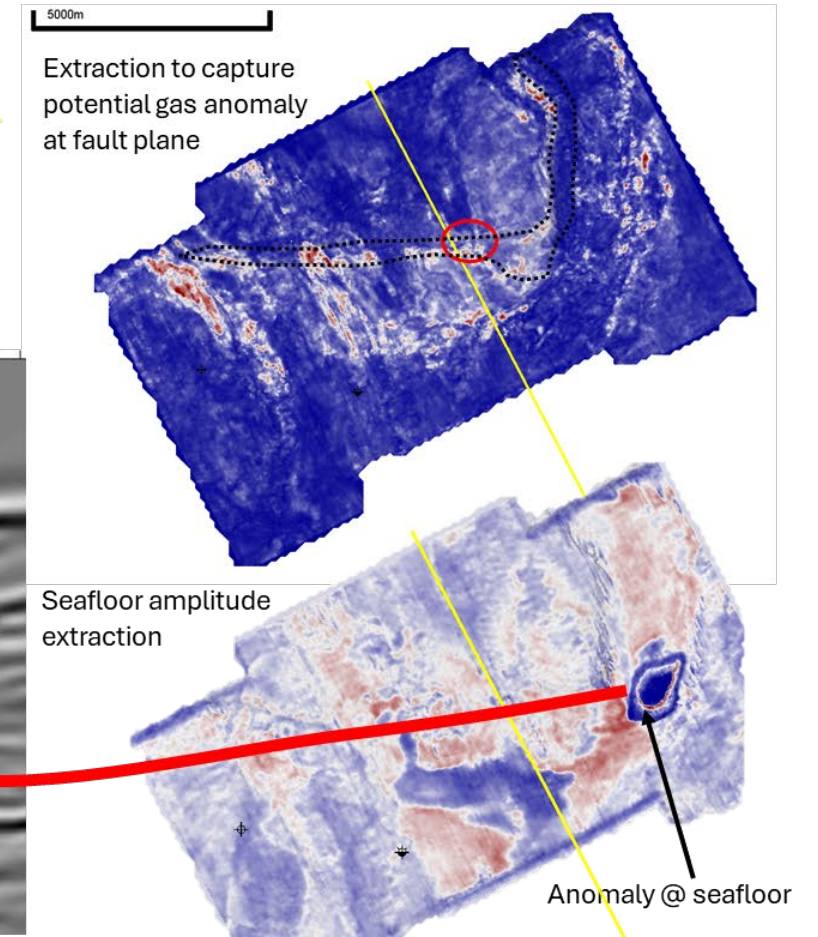 5000m
Extraction to capture
potential gas anomaly
at fault plane
Seafloor amplitude
extraction
Anomaly @ seafloor